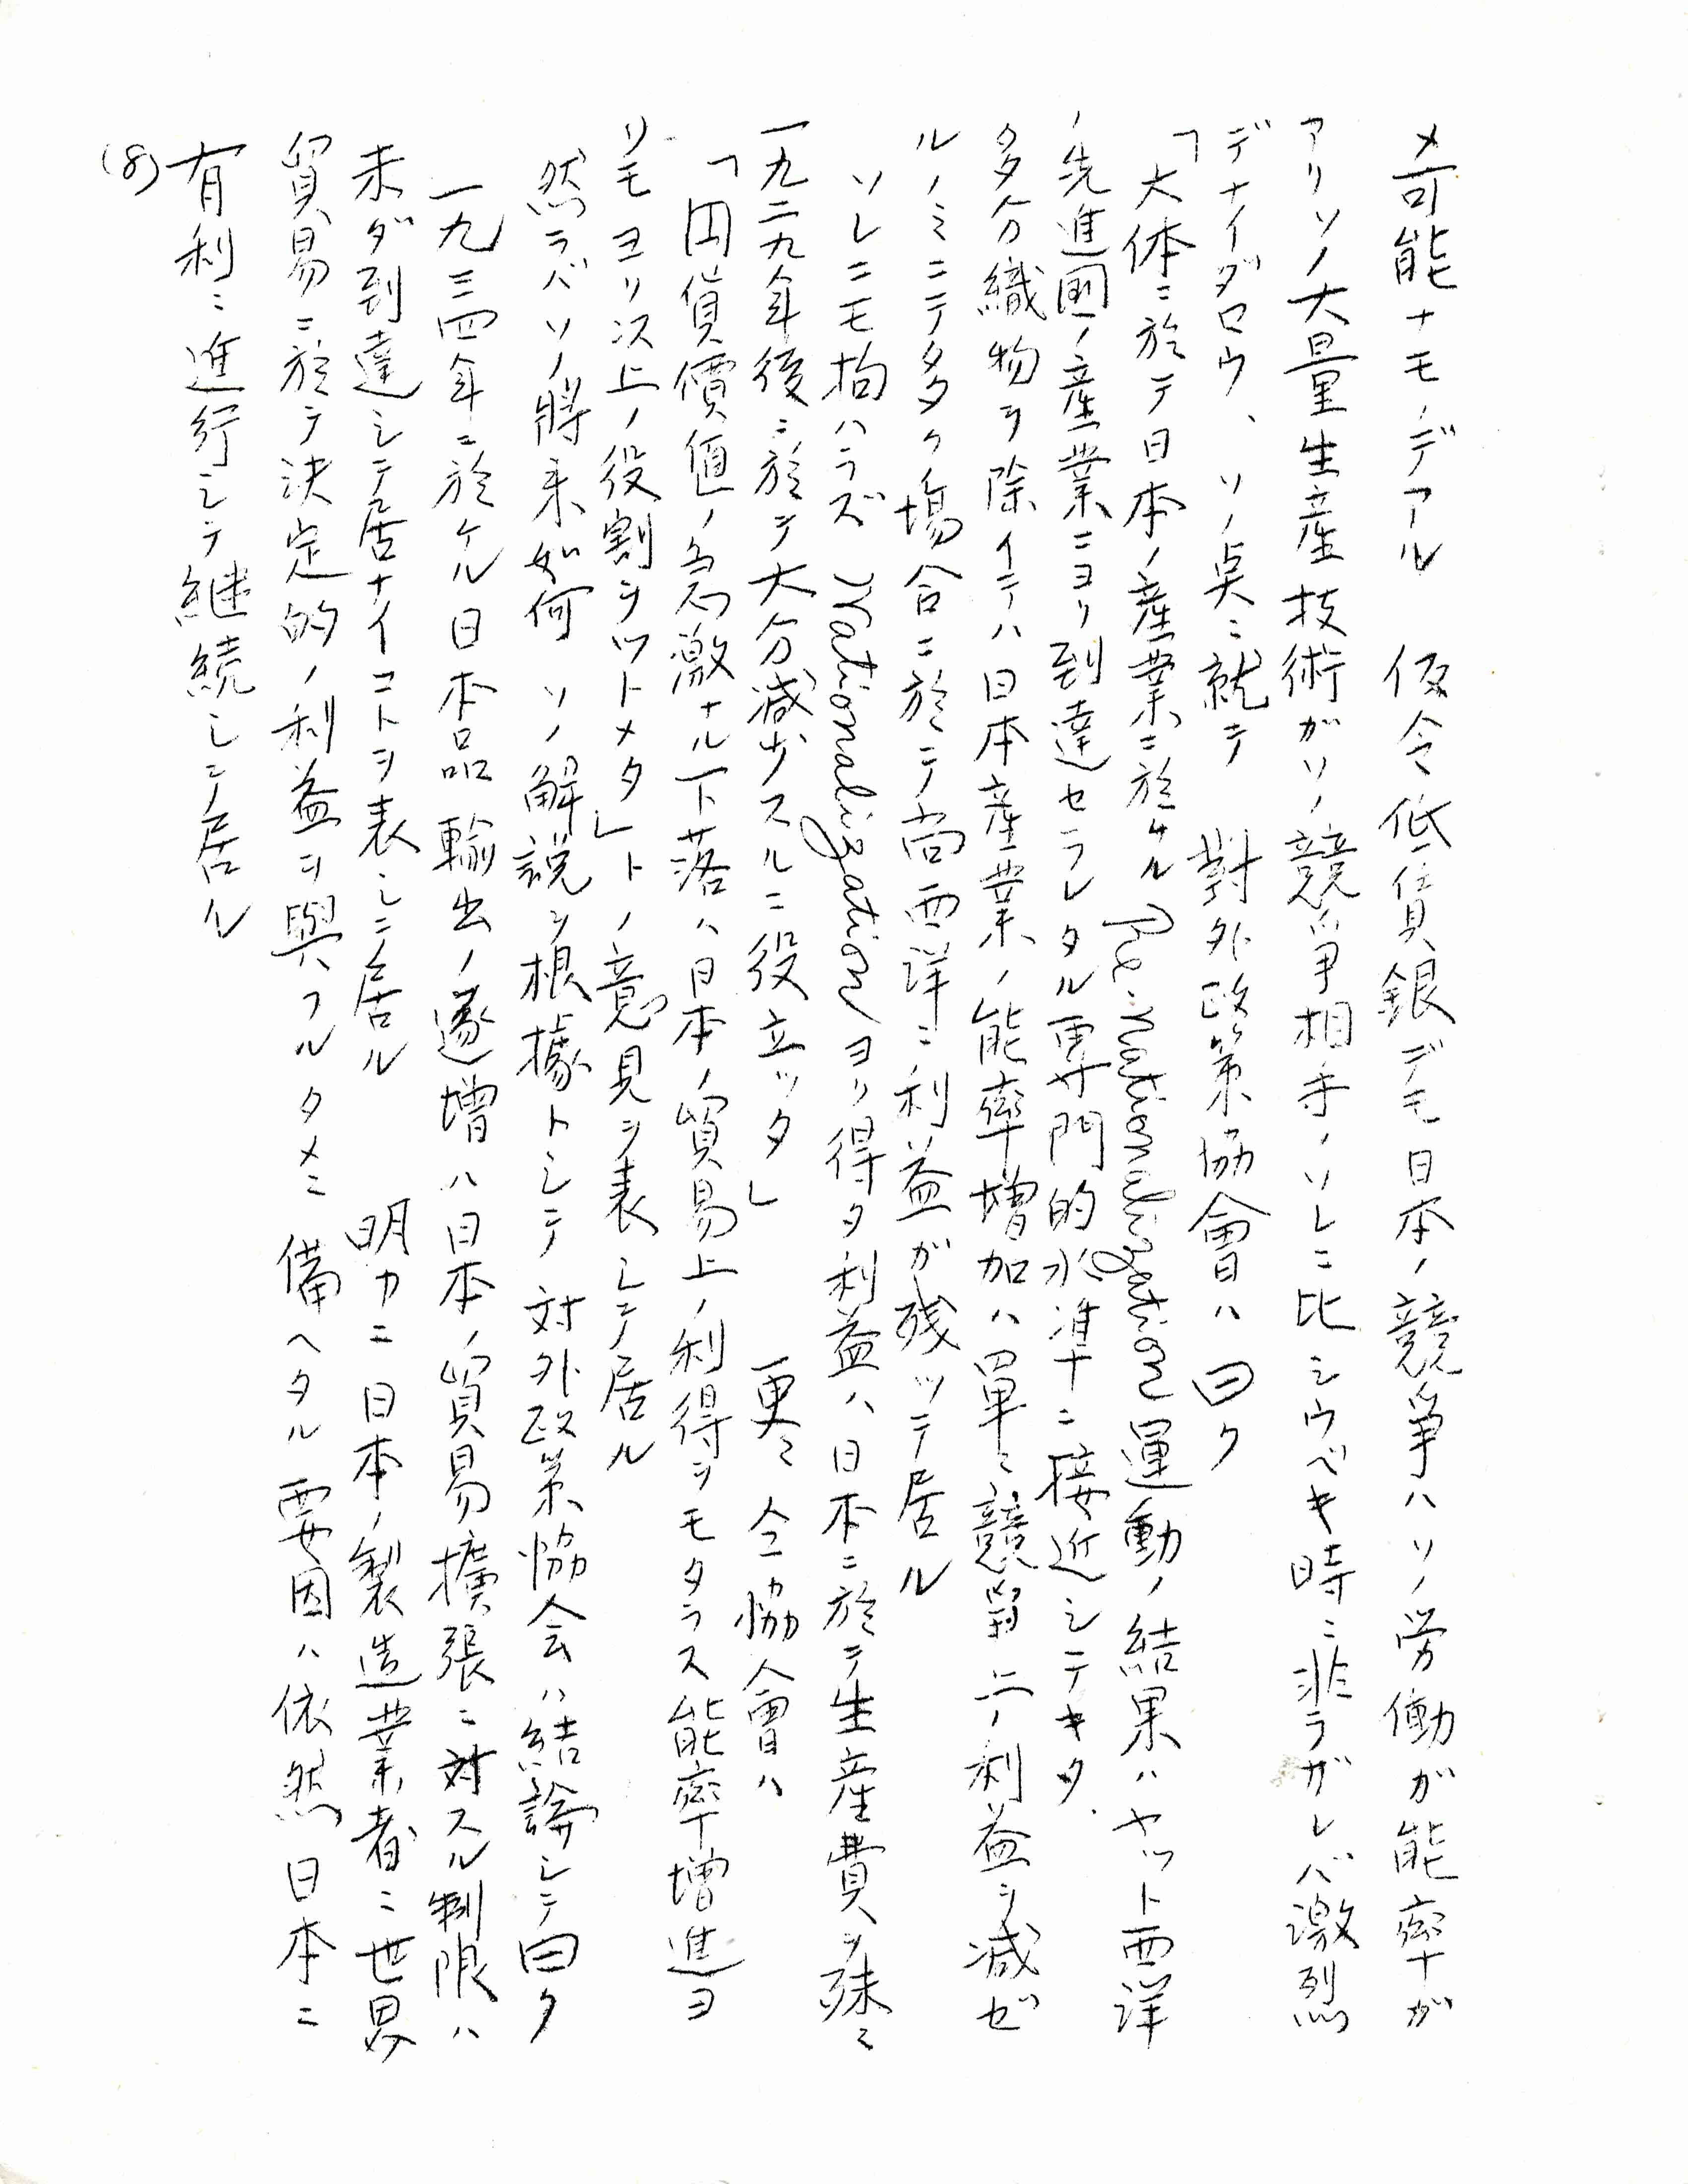 メ可能ナモノデアル　仮令低賃銀デモ日本ノ競争ハソノ労働ガ能率ガ
アリソノ大量生産技術ガソノ競争相手ノソレニ比シウベキ時ニ非ラザレバ激烈
デナイダロウ、ソノ点ニ就テ　對外政策協會ハ曰ク
「大体ニ於テ日本ノ産業ニ於ケル Re-nationalization 運動ノ結果ハヤット西洋
ノ先進国ノ産業ニヨリ到達セラレタル専門的水準ニ接近シテキタ、
多分織物ヲ除イテハ日本産業ノ能率増加ハ単ニ競争上ノ利益ヲ減ゼ
ルノミニテ多ク場合ニ於テ尚西洋ニ利益ガ残ッテ居ル
ソレニモ拘ハラズ Nationalization ヨリ得タ利益ハ日本ニ於テ生産費ヲ殊ニ
一九二九年後ニ於テ大分減少スルニ役立ッタ」　更ニ仝協會ハ
「円貨價値ノ急激ナル下落ハ日本ノ貿易上ノ利得ヲモタラス能率増進ヨ
リモヨリ以上ノ役割ヲツトメタ」トノ意見ヲ表シテ居ル
然ラバソノ將来如何　ソノ解説ヲ根據トシテ対外政策協会ハ結論シテ曰ク
一九三四年ニ於ケル日本品輸出ノ逐増ハ日本ノ貿易擴張ニ対スル制限ハ
未ダ到達シテ居ナイコトヲ表シテ居ル　明カニ日本ノ製造業者ニ世界
貿易ニ於テ決定的ノ利益ヲ與フルタメニ備ヘタル要因ハ依然日本ニ
有利ニ進行シテ継続シテ居ル
(8)